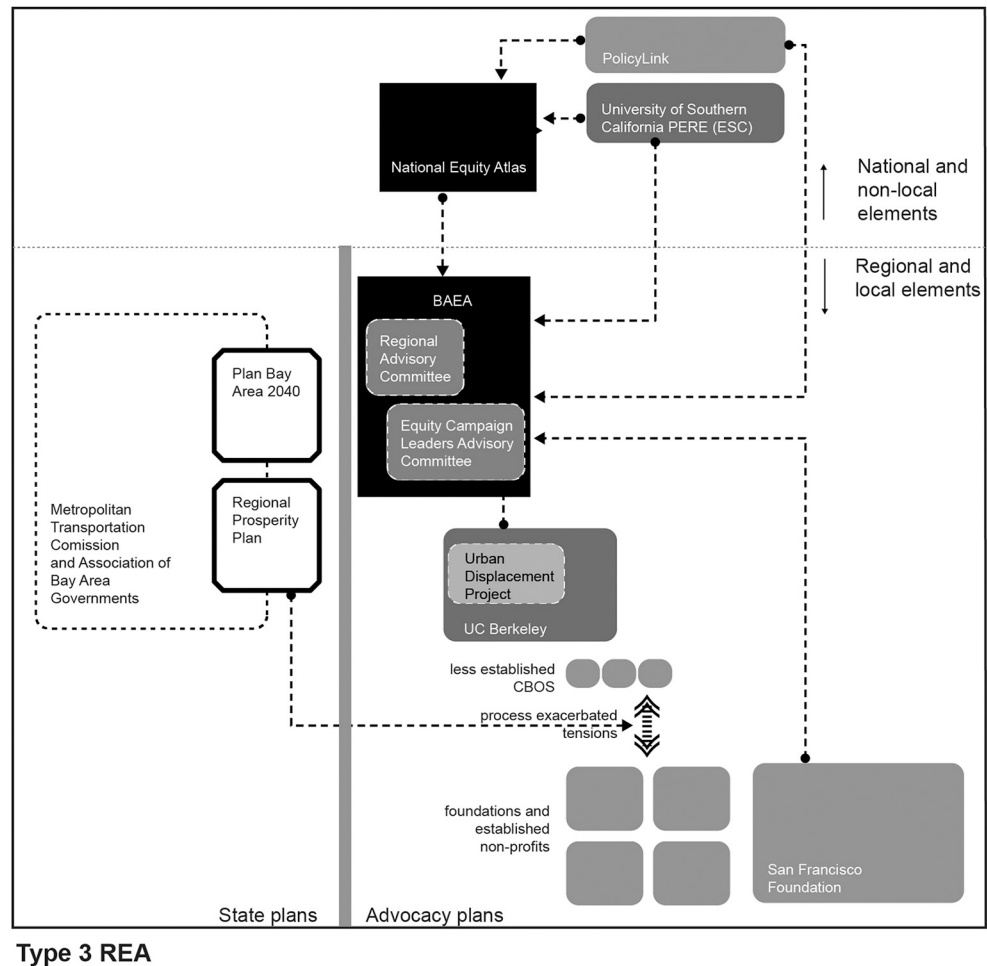 PolicyLink
University of Southern
California PERE (ESC)
National Equity Atlas
National and
non-local
elements
Regional and
local elements
BAEA
Regional
Advisory
Committee
Equity Campaign
Leaders Advisory
Committee
Plan Bay
Area 2040
Regional
Prosperity
Plan
Metropolitan
Transportation
Comission
and Association of
Bay Area
Governments
Urban
Displacement
Project
UC Berkeley
less established
CBOS
process exacerbated
tensions
foundations and
established
non-profits
San Francisco
Foundation
State plans
Advocacy plans
Type 3 REA